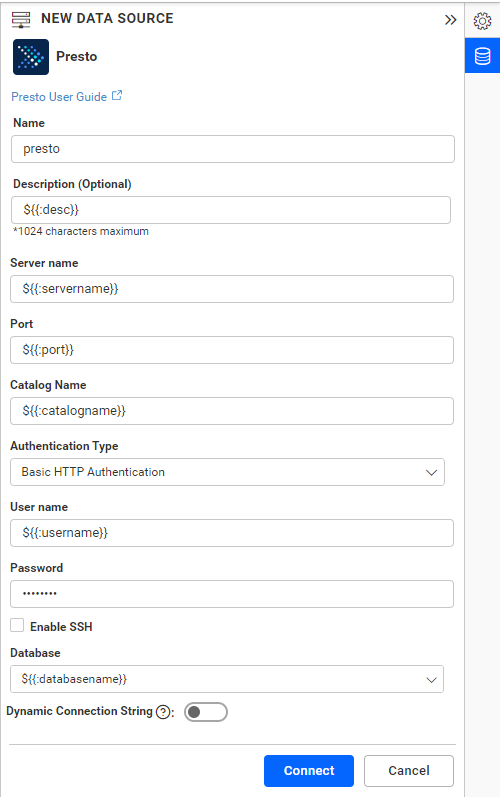 NEW DATA SOURCE
Presto
Presto User Guide
Name
presto
Description (Optional)
${{:desc}}
*1024 characters maximum
Server name
${{:servername}}
Port
${{:port}}
Catalog Name
${{:catalogname}}
Authentication Type
Basic HTTP Authentication
User name
${{:username}}
Password
••••••••
Enable SSH
Database
${{:databasename}}
Dynamic Connection String ? :
Connect Cancel